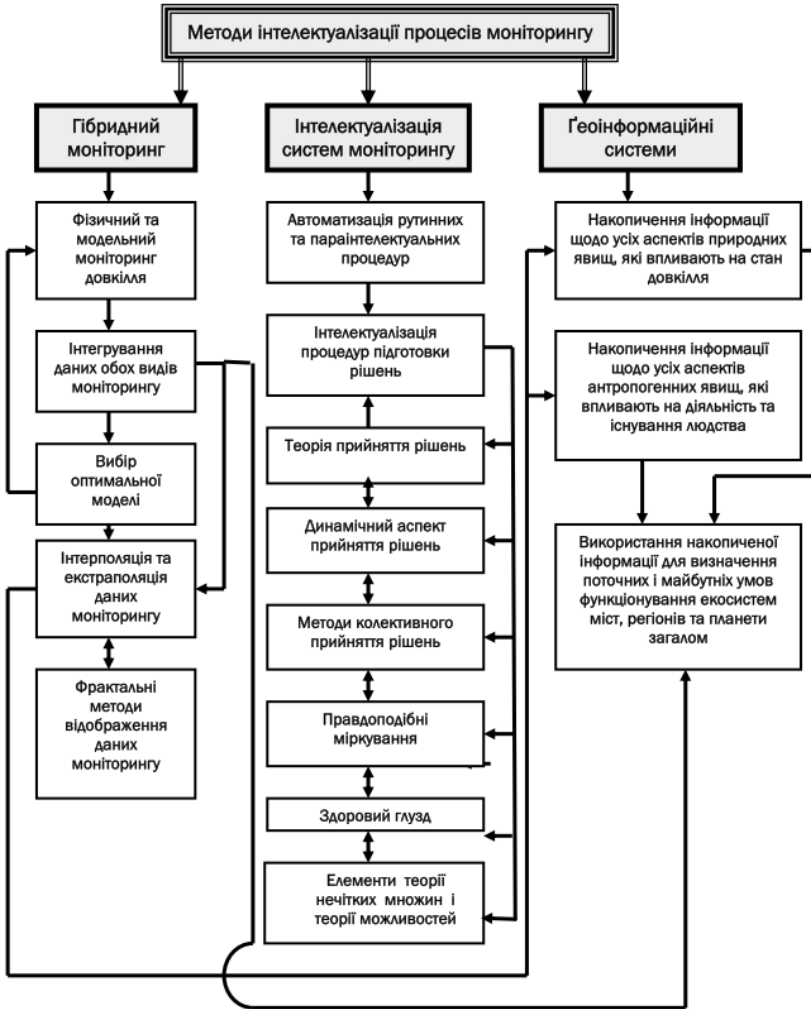 Методи інтелектуалізації процесів моніторингу
Гібридний
моніторинг
Фізичний та
модельний
моніторинг
довкілля
Інтегрування
даних обох видів
моніторингу
Вибір
оптимальної
моделі
Інтерполяція та
екстраполяція
даних
моніторингу
Фрактальні
методи
відображення
даних
моніторингу
Інтелектуалізація
систем моніторингу
Автоматизація рутинних
та параінтелектуальних
процедур
Інтелектуалізація
процедур підготовки
рішень
Теорія прийняття рішень
Динамічний аспект
прийняття рішень
Методи колективного
прийняття рішень
Правдоподібні
міркування
Здоровий глузд
Елементи теорії
нечітких множин і
теорії можливостей
Ґеоінформаційні
системи
Накопичення інформації
щодо усіх аспектів природних
явищ, які впливають на стан
довкілля
Накопичення інформації
щодо усіх аспектів
антропогенних явищ, які
впливають на діяльність та
існування людства
Використання накопиченої
інформації для визначення
поточних і майбутніх умов
функціонування екосистем
міст, регіонів та планети
загалом